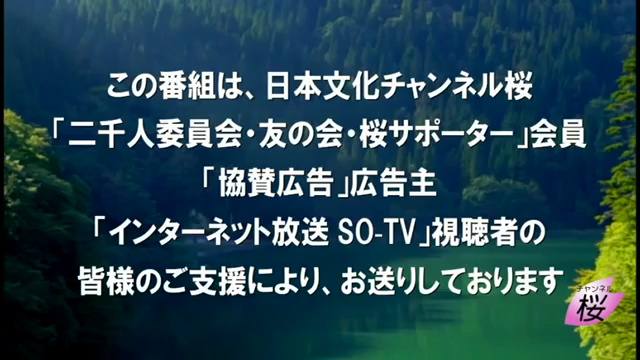 この番組は、日本文化チャンネル桜
「二千人委員会・友の会・桜サポーター」会員
「協賛広告」広告主
「インターネット放送 SO-TV」視聴者の
皆様のご支援により、お送りしております
チャンネル
桜